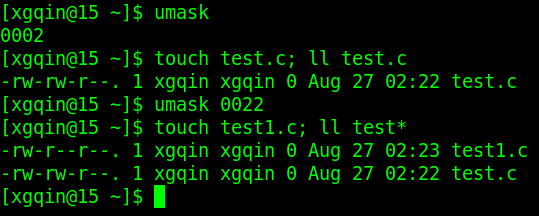 [xgqin@15 ~]$ umask
0002
[xgqin@15 ~]$ touch test.c; ll test.c
-rw-rw-r--. 1 xgqin xgqin 0 Aug 27 02:22 test.c
[xgqin@15 ~]$ umask 0022
[xgqin@15 ~]$ touch test1.c; ll test*
-rw-r--r--. 1 xgqin xgqin 0 Aug 27 02:23 test1.c
-rw-rw-r--. 1 xgqin xgqin 0 Aug 27 02:22 test.c
[xgqin@15 ~]$